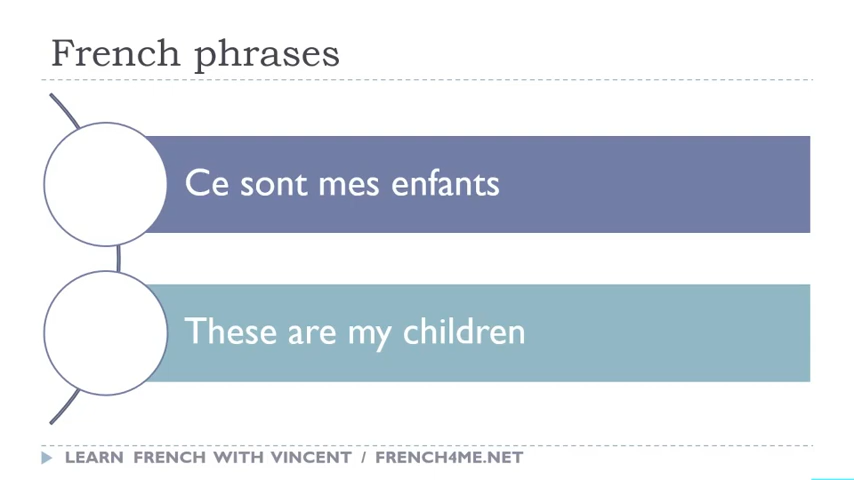 French phrases
Ce sont mes enfants
These are my children
LEARN FRENCH WITH VINCENT / FRENCH4ME.NET